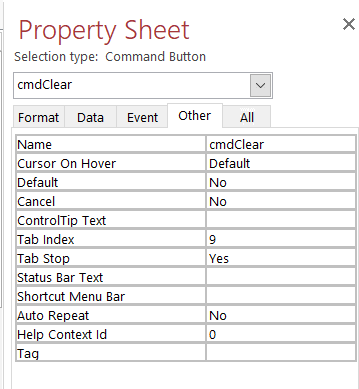 Property Sheet
Selection type: Command Button
cmdClear
Format Data Event Other All
Name cmdClear
Cursor On Hover Default
Default No
Cancel No
ControlTip Text
Tab Index 9
Tab Stop Yes
Status Bar Text
Shortcut Menu Bar
Auto Repeat No
Help Context Id 0
Tag